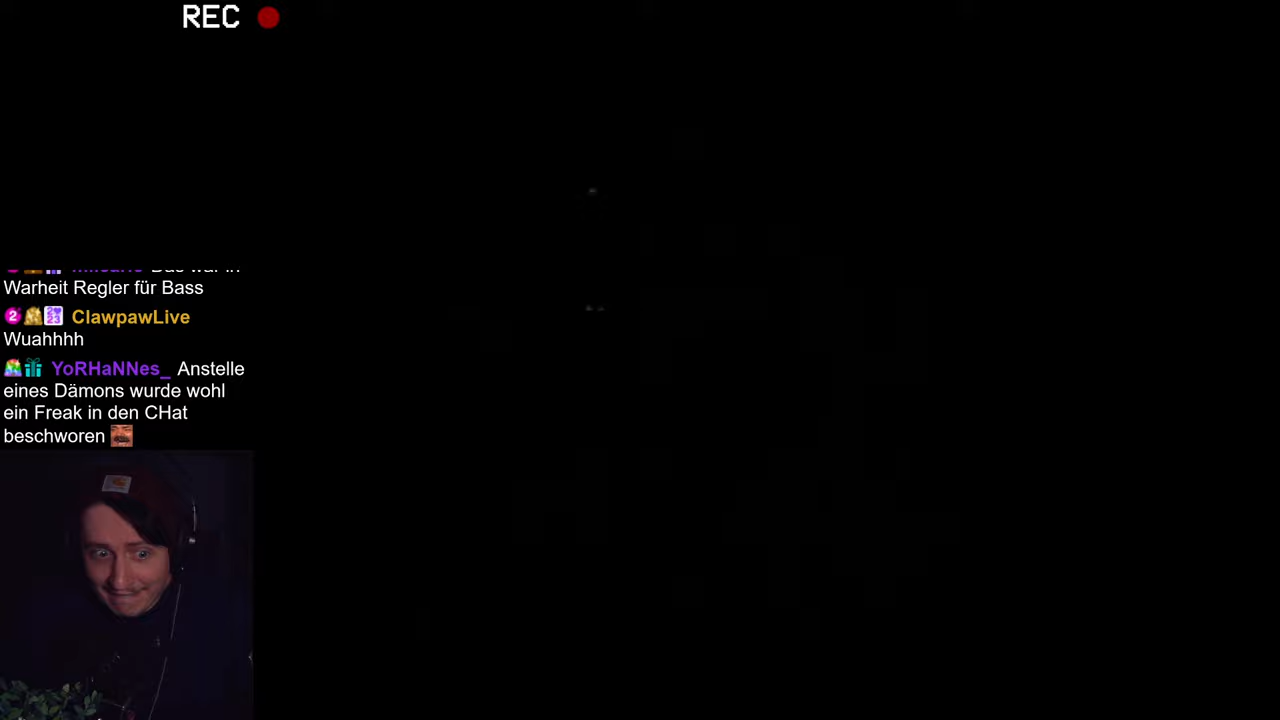 REC
Warheit Regler für Bass
ClawpawLive
Wuahhhh
YoRHaNNes_ Anstelle
eines Dämons wurde wohl
ein Freak in den CHat
beschworen